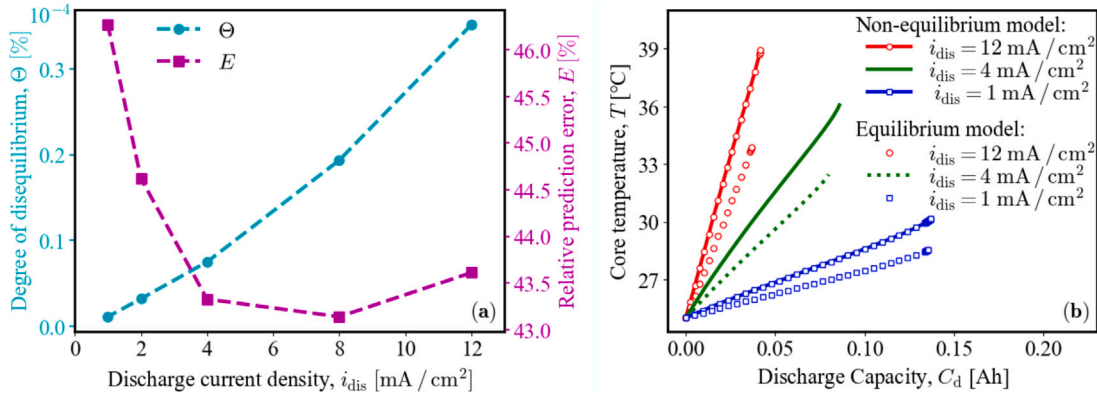 10⁻⁴
0.3
0.2
0.1
0.0
Degree of disequilibrium, Θ [%]
Θ
E
46.0
45.5
45.0
44.5
44.0
43.5
43.0
Relative prediction error, E [%]
(a)
0 2 4 6 8 10 12
Discharge current density, i_dis [mA / cm²]
39
36
33
30
27
Core temperature, T [°C]
Non-equilibrium model:
i_dis = 12 mA / cm²
i_dis = 4 mA / cm²
i_dis = 1 mA / cm²
Equilibrium model:
i_dis = 12 mA / cm²
i_dis = 4 mA / cm²
i_dis = 1 mA / cm²
(b)
0.00 0.05 0.10 0.15 0.20
Discharge Capacity, C_d [Ah]